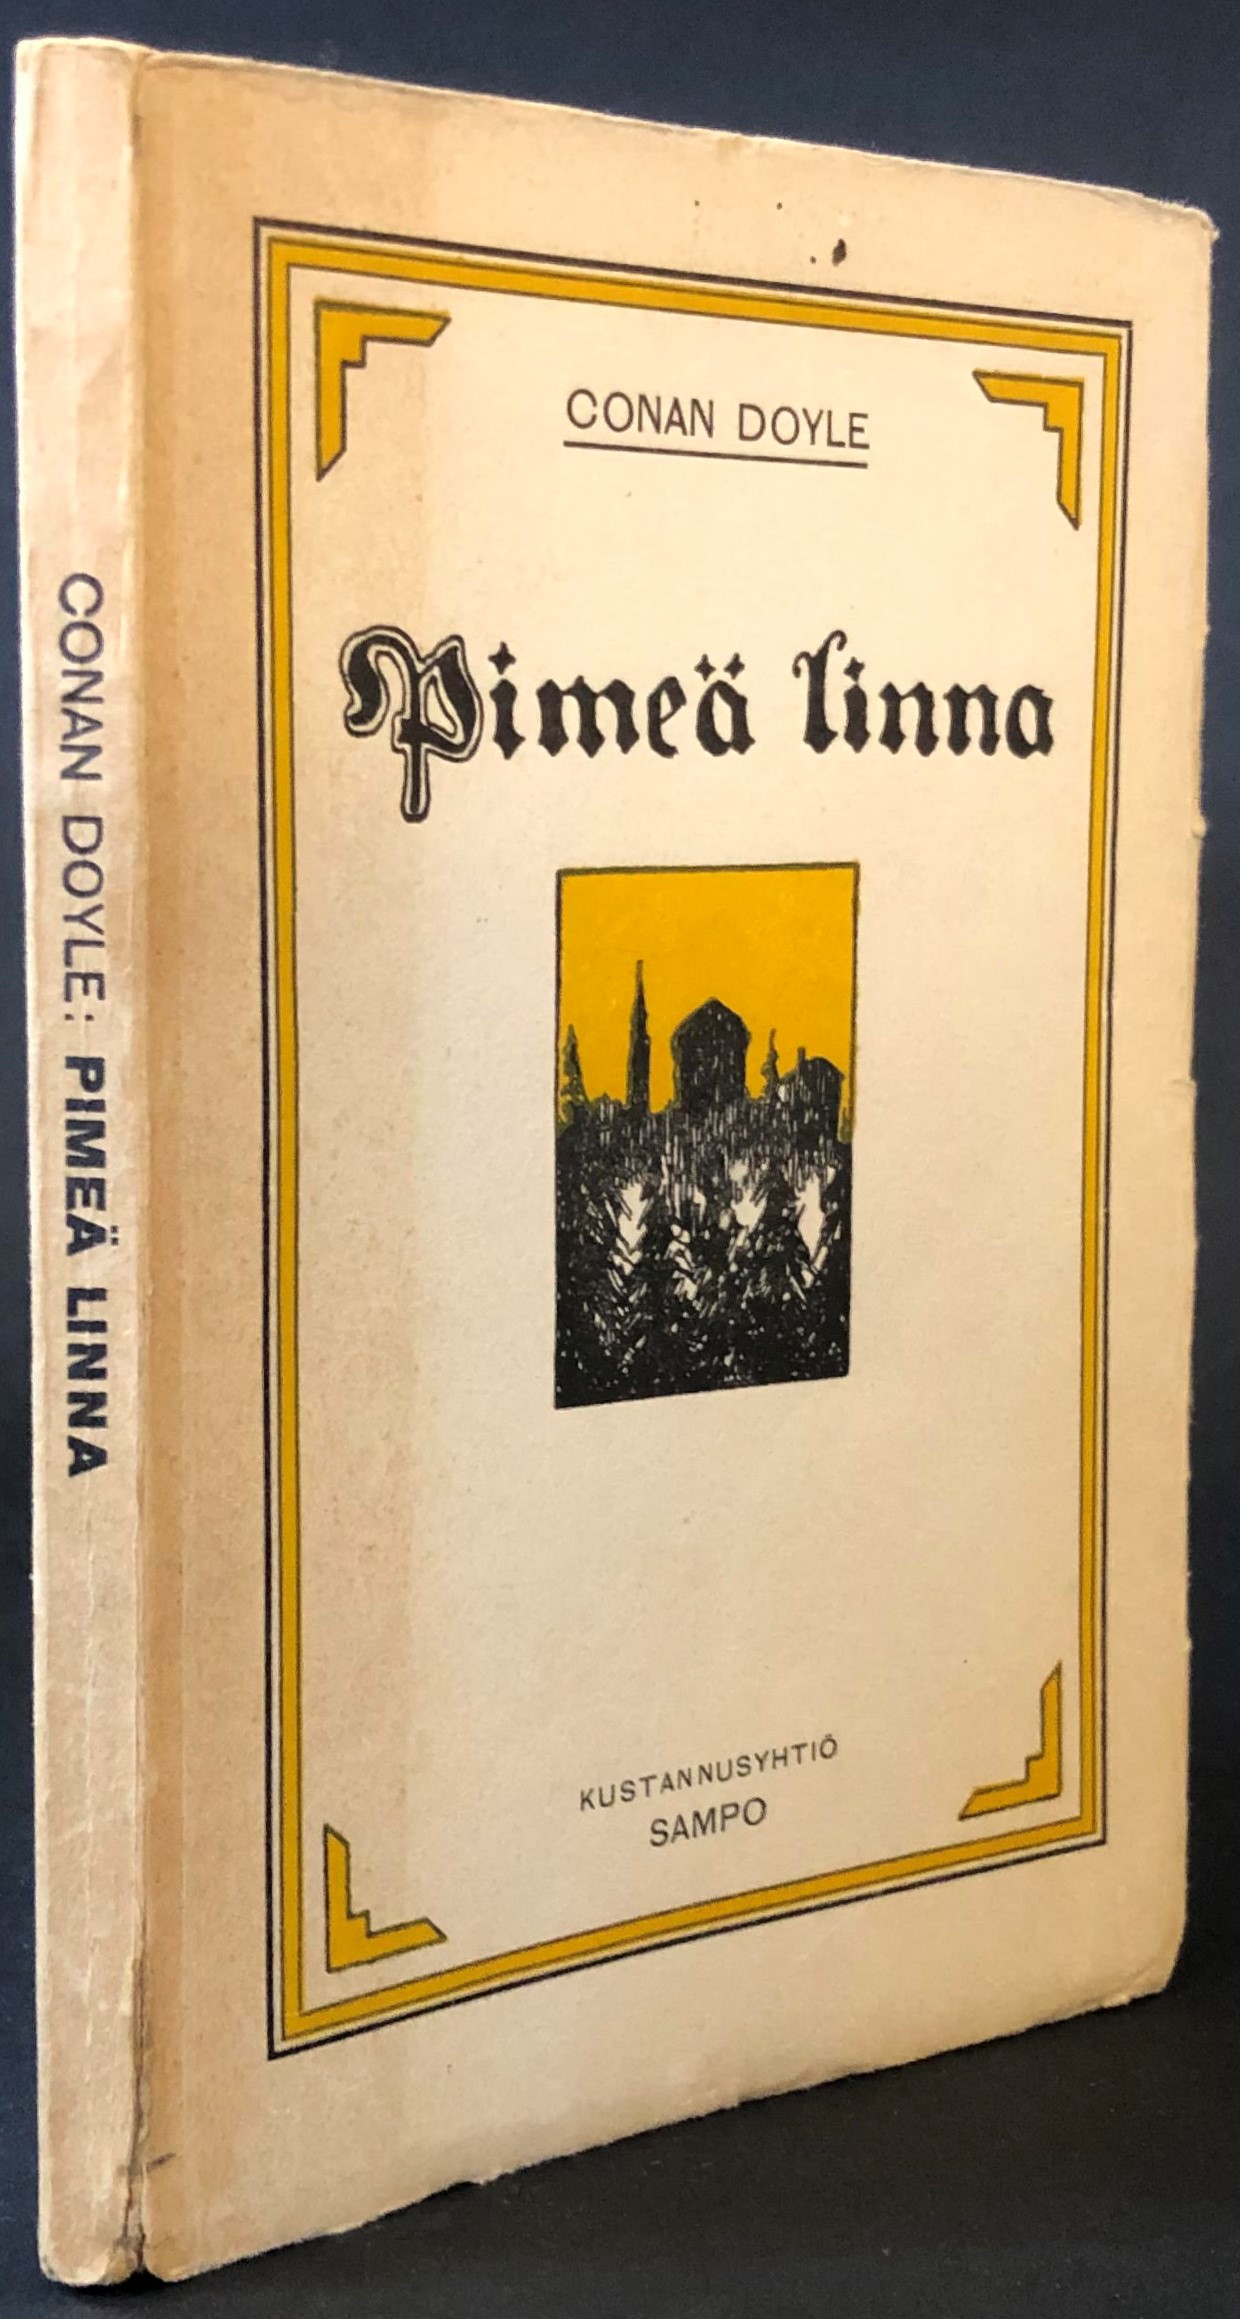 CONAN DOYLE: PIMEÄ LINNA
CONAN DOYLE
Pimeä linna
KUSTANNUSYHTIÖ
SAMPO